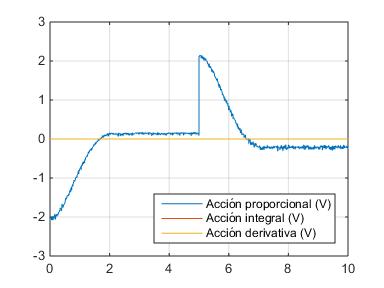 3
2
1
0
-1
-2
-3
Acción proporcional (V)
Acción integral (V)
Acción derivativa (V)
0 2 4 6 8 10